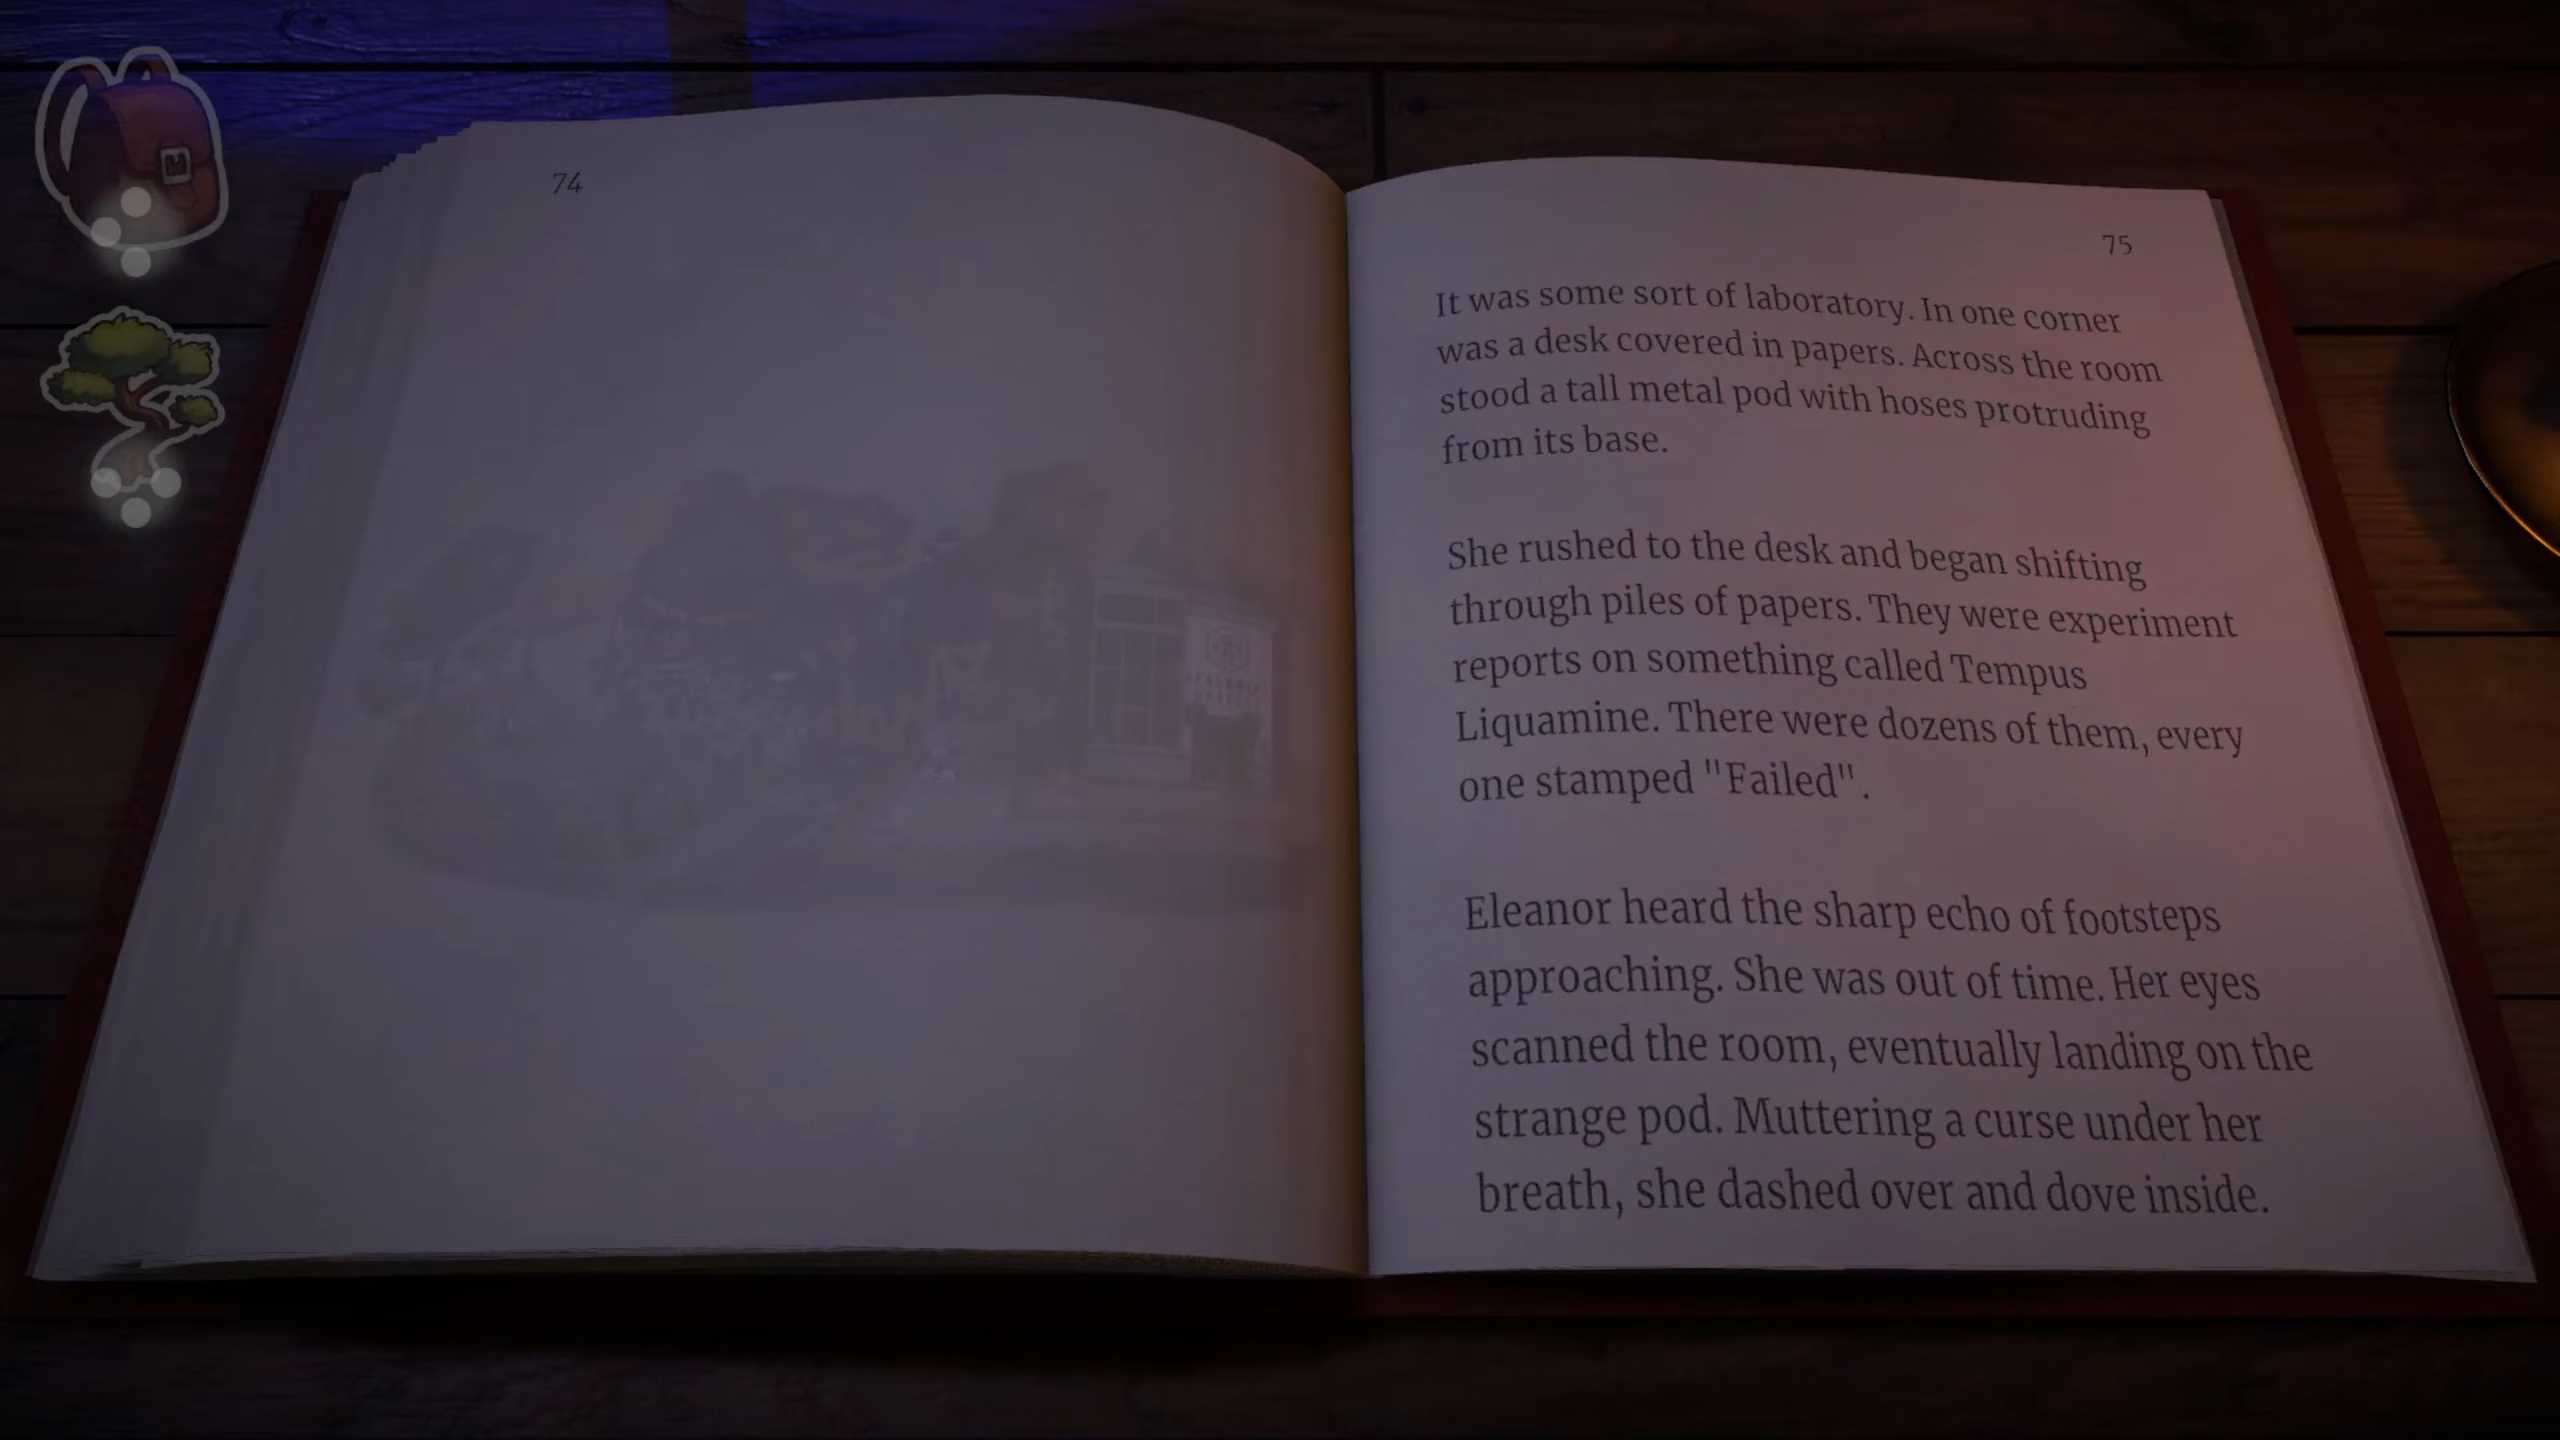 74
75
It was some sort of laboratory. In one corner
was a desk covered in papers. Across the room
stood a tall metal pod with hoses protruding
from its base.
She rushed to the desk and began shifting
through piles of papers. They were experiment
reports on something called Tempus
Liquamine. There were dozens of them, every
one stamped "Failed".
Eleanor heard the sharp echo of footsteps
approaching. She was out of time. Her eyes
scanned the room, eventually landing on the
strange pod. Muttering a curse under her
breath, she dashed over and dove inside.